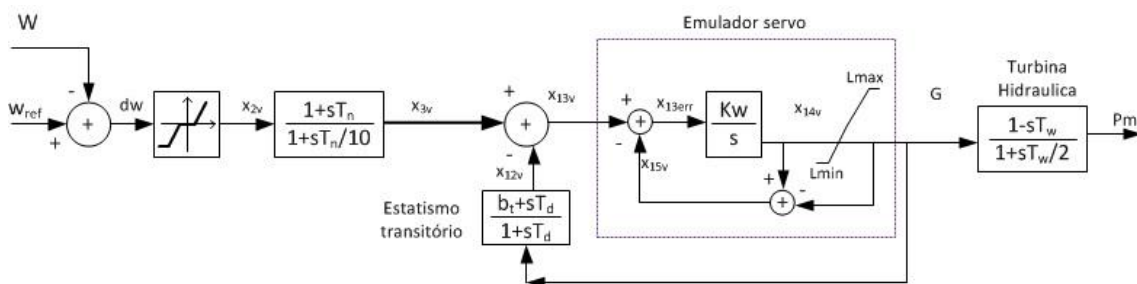 Emulador servo
W
Lmax
Turbina
Hidraulica
G
-
+
x13v
+
wref
dw
x2v
1+sTn
1+sTn/10
x3v
+
x13err
Kw
s
x14v
1-sTw
1+sTw/2
Pm
+
+
-
-
x12v
x15v
Lmin
+
-
+
Estatismo
transitório
bt+sTd
1+sTd